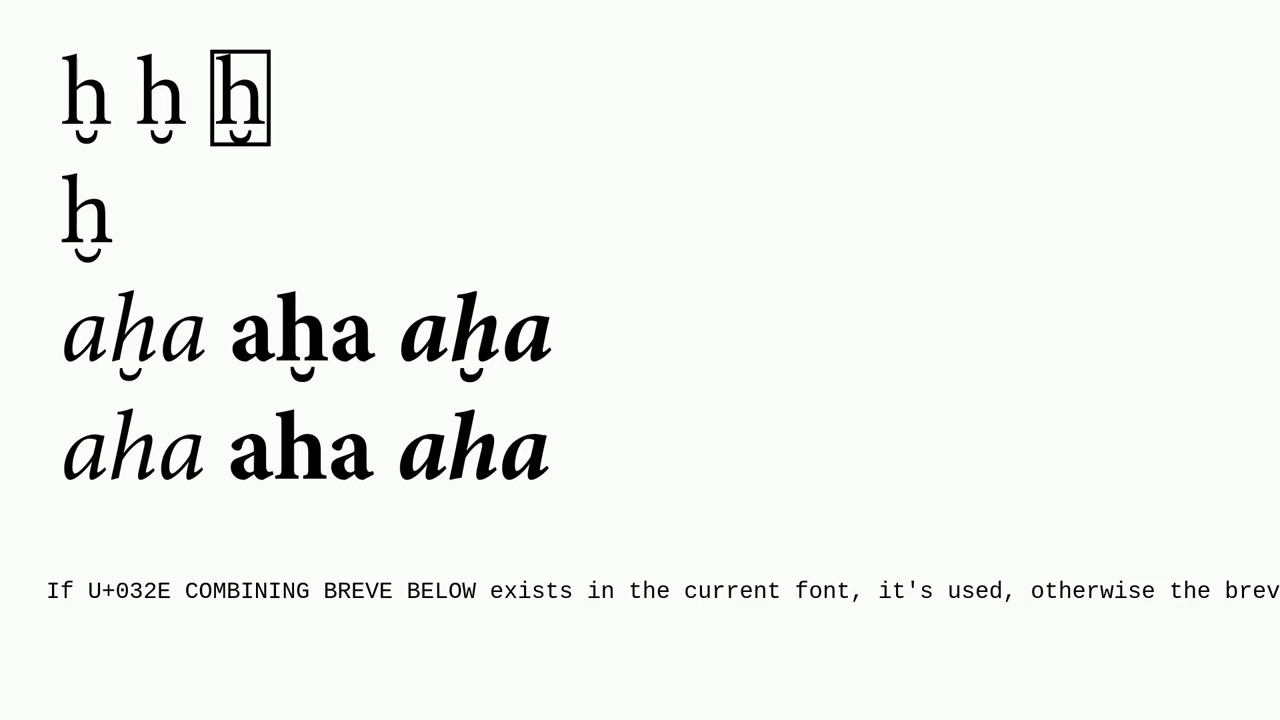 ḫ ḫ ḫ
ḫ
aḫa aḫa aḫa
aha aha aha
If U+032E COMBINING BREVE BELOW exists in the current font, it's used, otherwise the brev